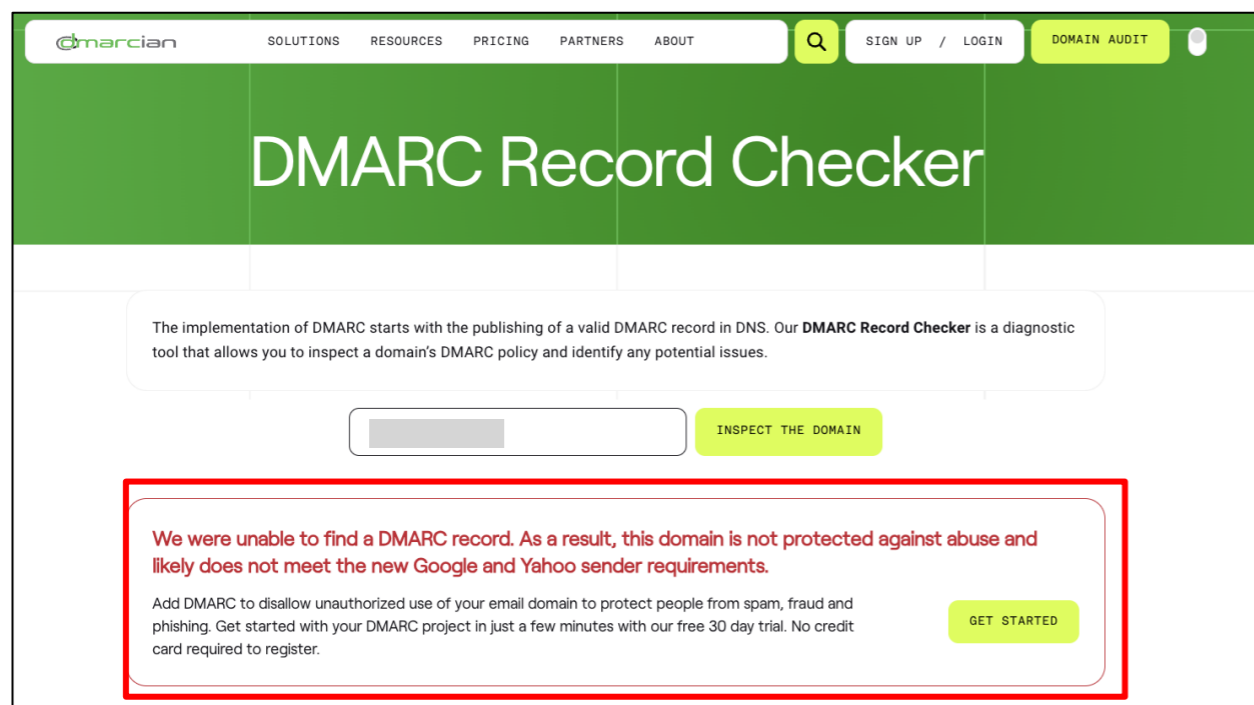 dmarcian SOLUTIONS RESOURCES PRICING PARTNERS ABOUT SIGN UP / LOGIN DOMAIN AUDIT
DMARC Record Checker
The implementation of DMARC starts with the publishing of a valid DMARC record in DNS. Our DMARC Record Checker is a diagnostic
tool that allows you to inspect a domain’s DMARC policy and identify any potential issues.
INSPECT THE DOMAIN
We were unable to find a DMARC record. As a result, this domain is not protected against abuse and
likely does not meet the new Google and Yahoo sender requirements.
Add DMARC to disallow unauthorized use of your email domain to protect people from spam, fraud and
phishing. Get started with your DMARC project in just a few minutes with our free 30 day trial. No credit
card required to register.
GET STARTED